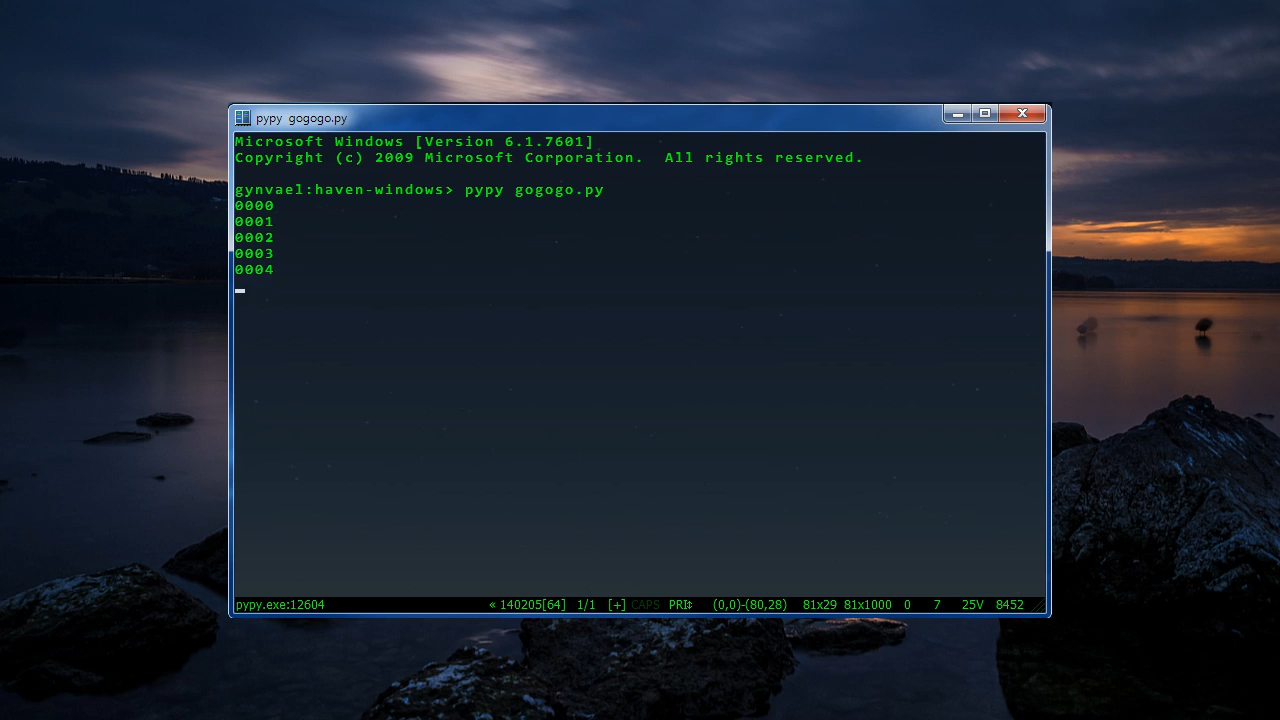 pypy gogogo.py
Microsoft Windows [Version 6.1.7601]
Copyright (c) 2009 Microsoft Corporation. All rights reserved.
gynvael:haven-windows> pypy gogogo.py
0000
0001
0002
0003
0004
pypy.exe:12604 « 140205[64] 1/1 [+] CAPS PRI‡ (0,0)-(80,28) 81x29 81x1000 0 7 25V 8452